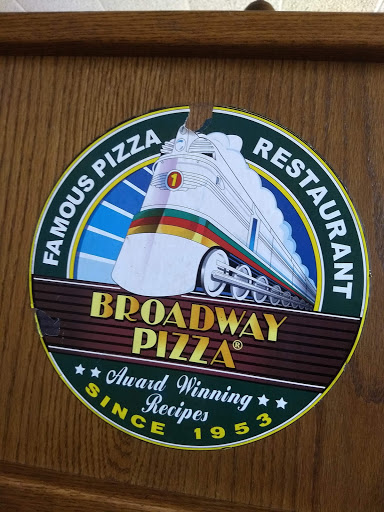 FAMOUS PIZZA RESTAURANT
1
BROADWAY
PIZZA®
★★ Award Winning ★★
Recipes
SINCE 1953